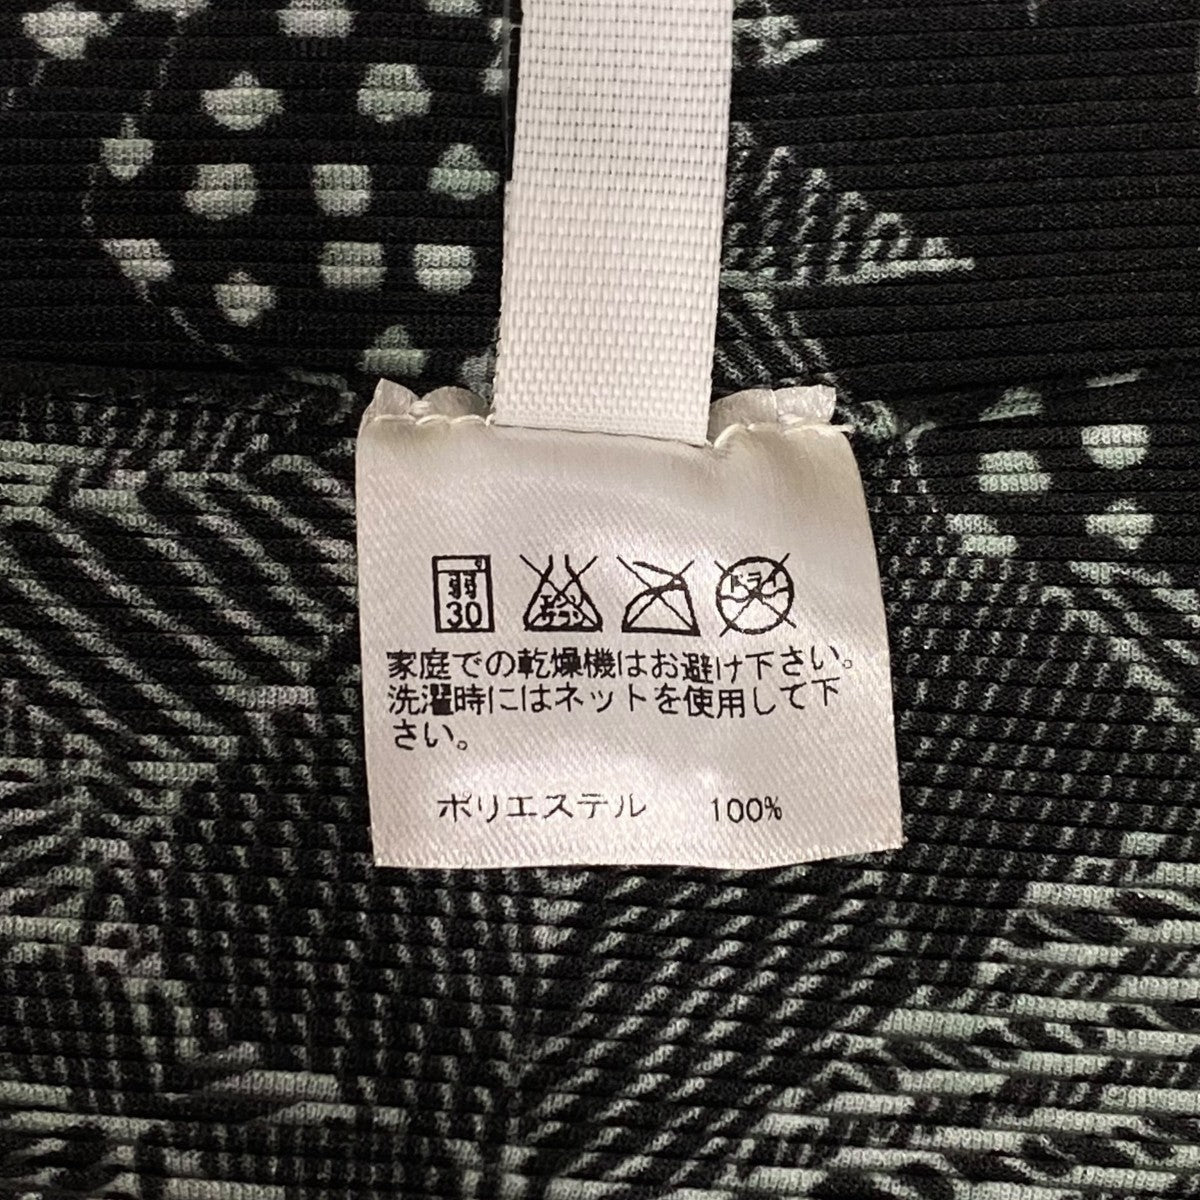 弱
30
エンソ
サラシ
ドライ
家庭での乾燥機はお避け下さい。
洗濯時にはネットを使用して下
さい。
ポリエステル 100%